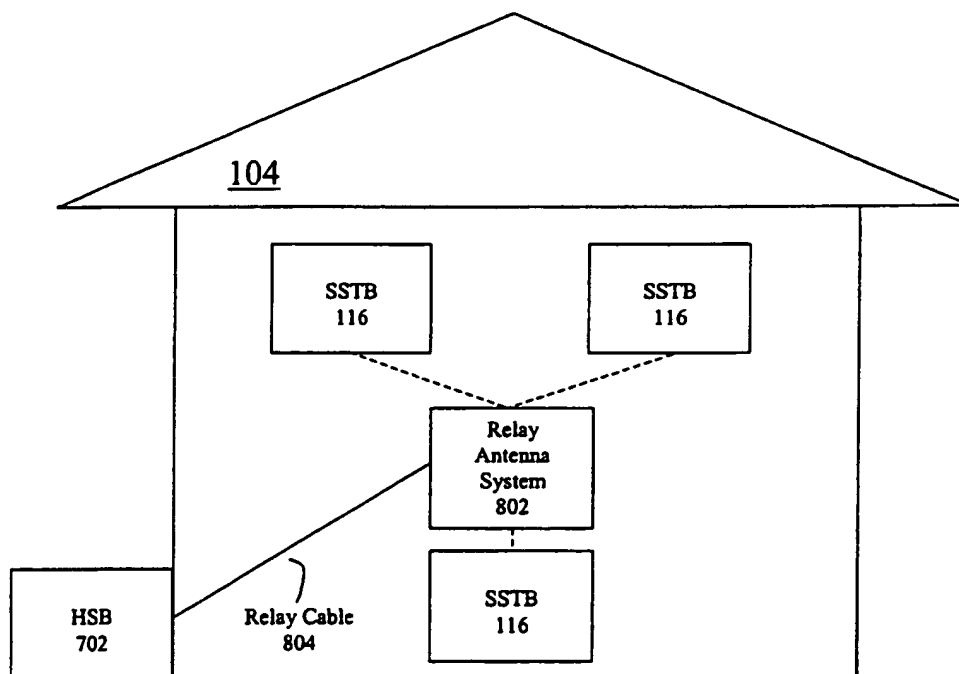 104
SSTB
116
SSTB
116
Relay
Antenna
System
802
HSB
702
Relay Cable
804
SSTB
116